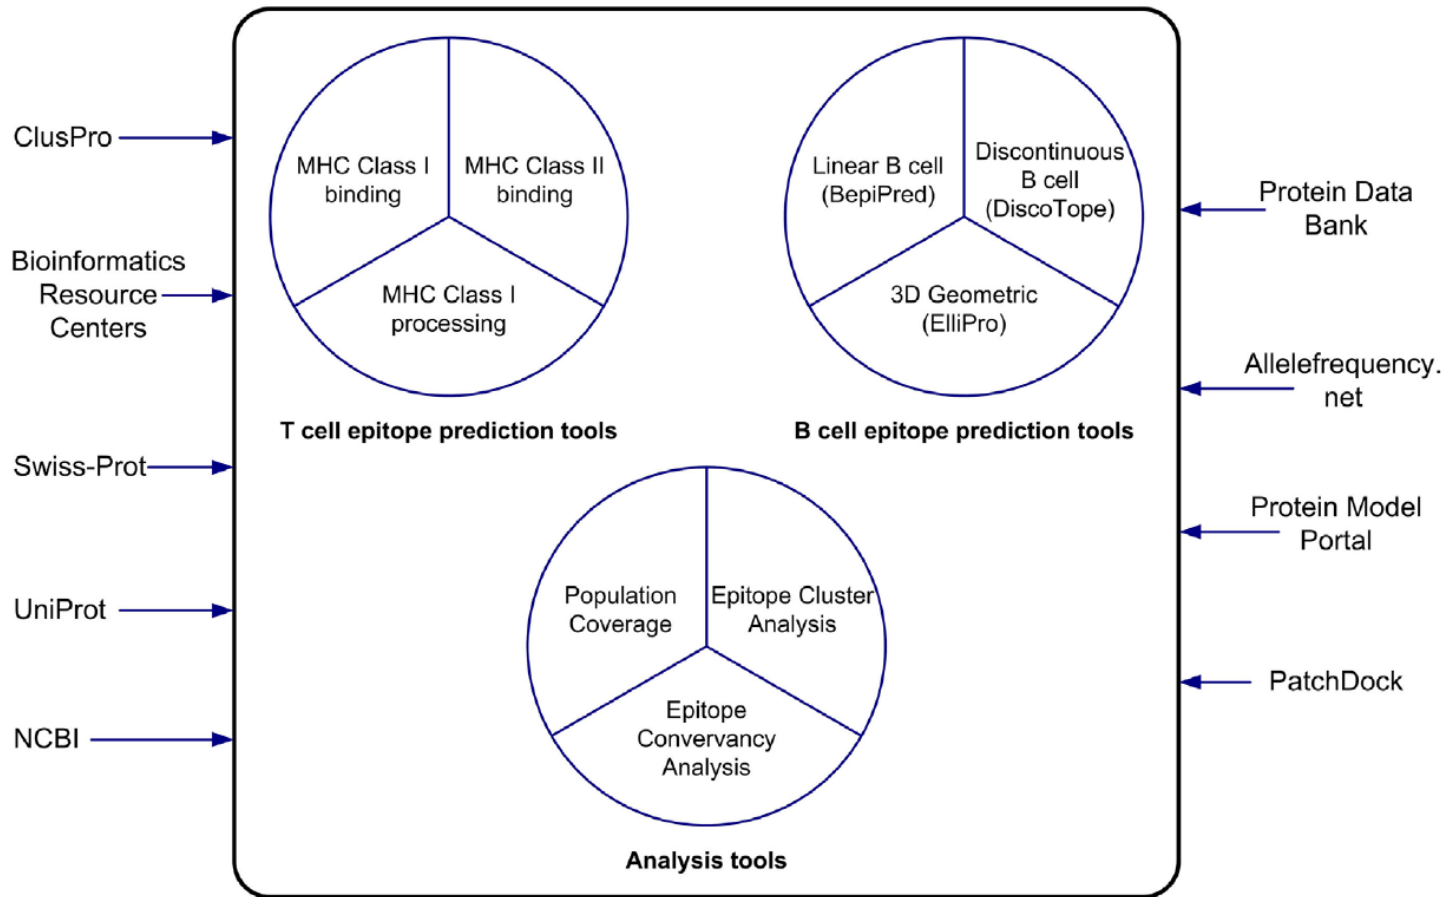 ClusPro
Bioinformatics
Resource
Centers
Swiss-Prot
UniProt
NCBI
MHC Class I
binding
MHC Class II
binding
MHC Class I
processing
T cell epitope prediction tools
Linear B cell
(BepiPred)
Discontinuous
B cell
(DiscoTope)
3D Geometric
(ElliPro)
B cell epitope prediction tools
Population
Coverage
Epitope Cluster
Analysis
Epitope
Convervancy
Analysis
Analysis tools
Protein Data
Bank
Allelefrequency.
net
Protein Model
Portal
PatchDock